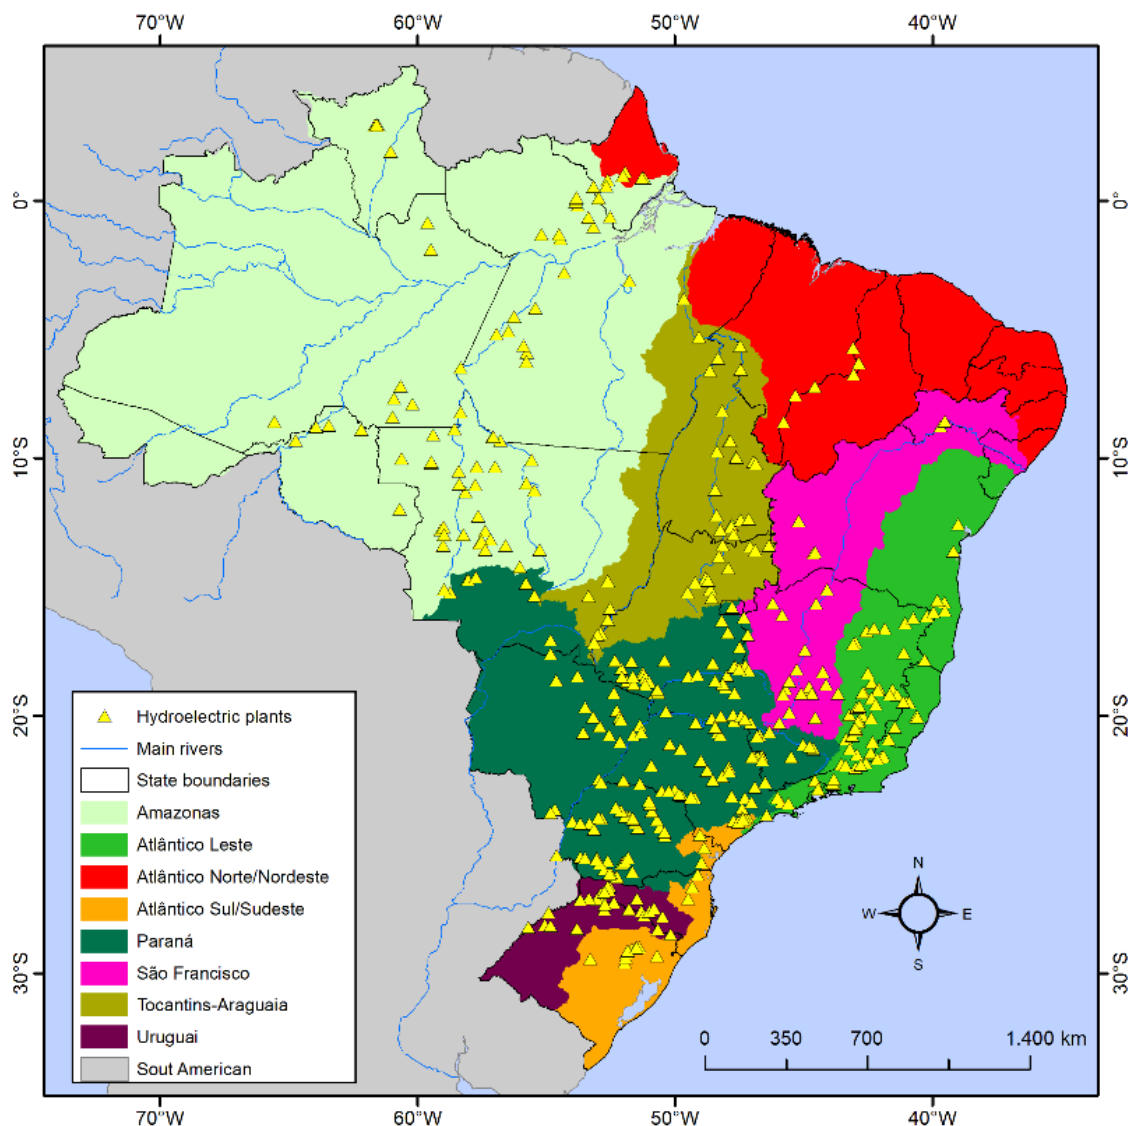 70°W 60°W 50°W 40°W
0° 0°
10°S 10°S
20°S 20°S
30°S 30°S
Hydroelectric plants
Main rivers
State boundaries
Amazonas
Atlântico Leste
Atlântico Norte/Nordeste
Atlântico Sul/Sudeste
Paraná
São Francisco
Tocantins-Araguaia
Uruguai
Sout American
N
W E
S
0 350 700 1.400 km
70°W 60°W 50°W 40°W